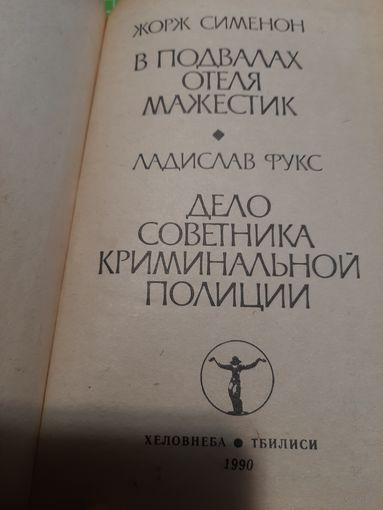 ЖОРЖ СИМЕНОН
В ПОДВАЛАХ
ОТЕЛЯ
МАЖЕСТИК
ЛАДИСЛАВ ФУКС
ДЕЛО
СОВЕТНИКА
КРИМИНАЛЬНОЙ
ПОЛИЦИИ
ХЕЛОВНЕБА • ТБИЛИСИ
1990